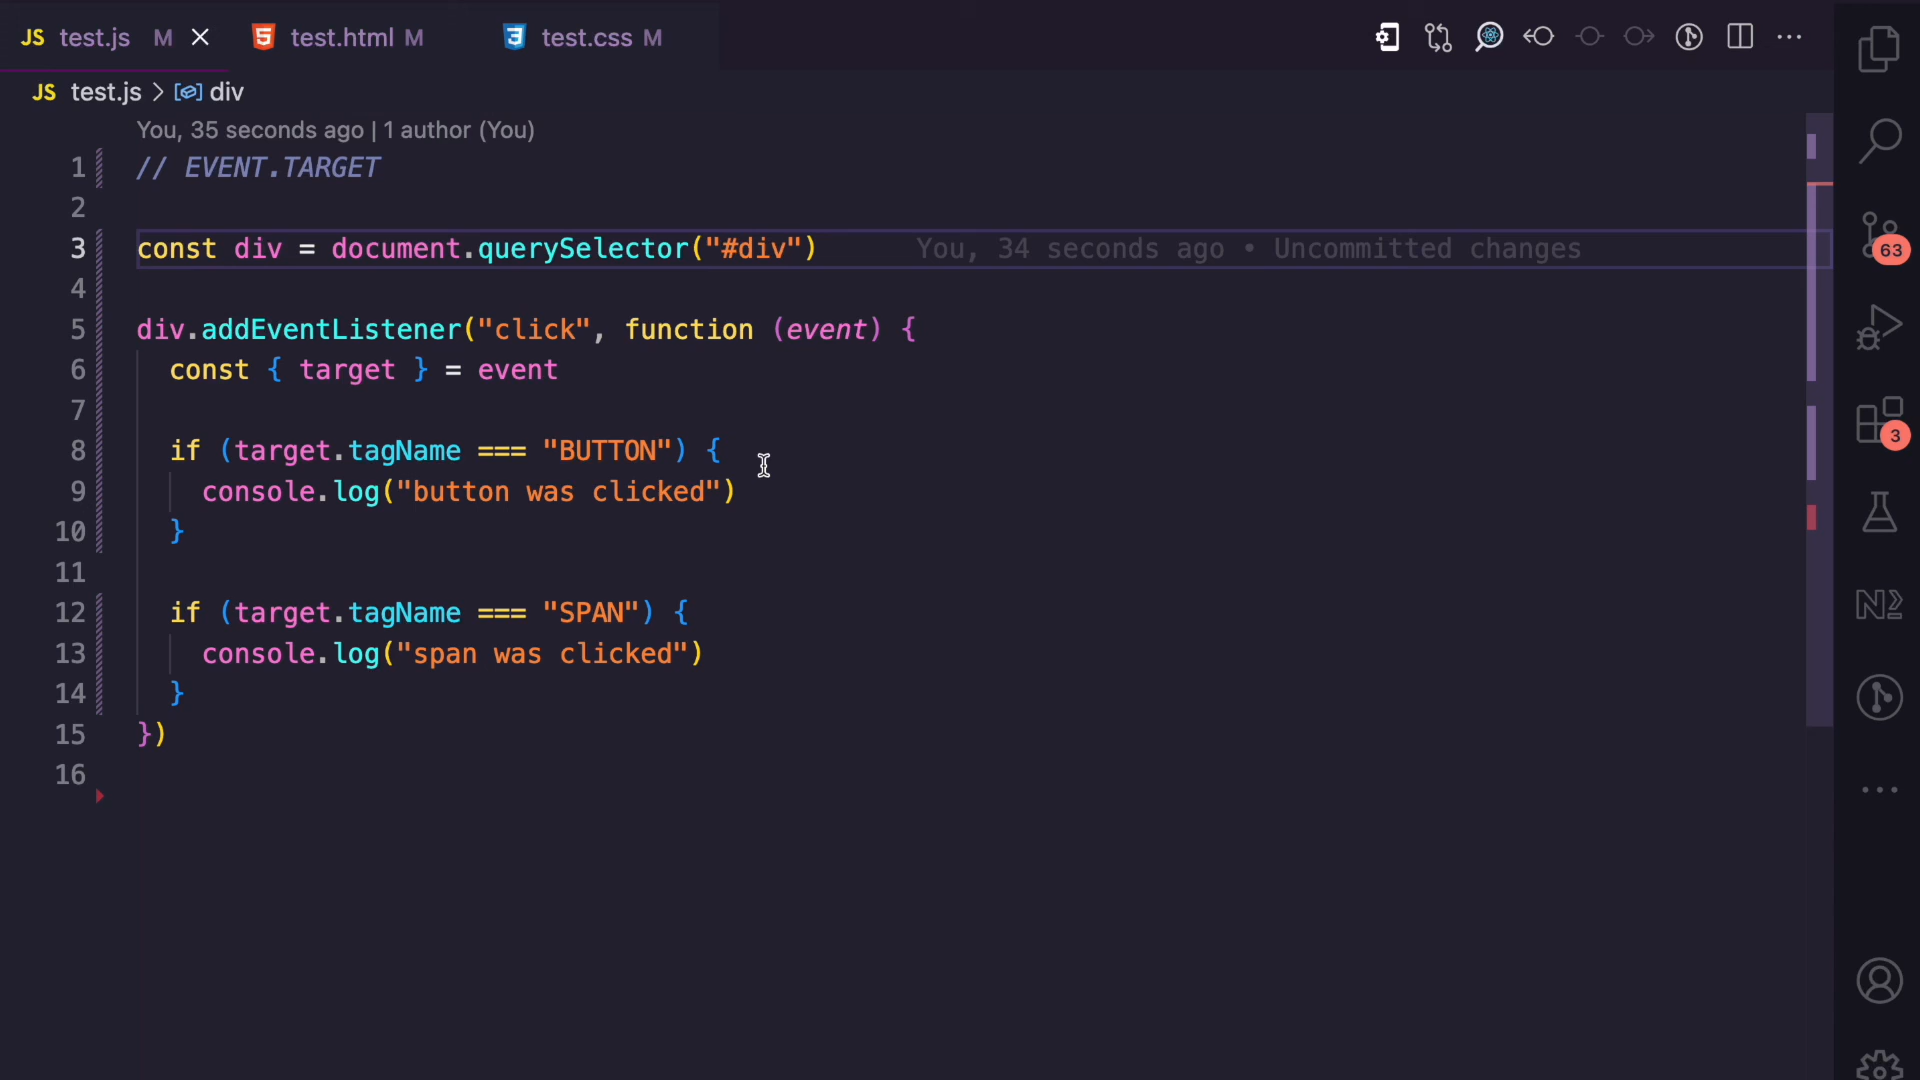 JS test.js M test.html M test.css M
JS test.js > div
You, 35 seconds ago | 1 author (You)
1 // EVENT.TARGET
2
3 const div = document.querySelector("#div") You, 34 seconds ago • Uncommitted changes
4
5 div.addEventListener("click", function (event) {
6 const { target } = event
7
8 if (target.tagName === "BUTTON") {
9 console.log("button was clicked")
10 }
11
12 if (target.tagName === "SPAN") {
13 console.log("span was clicked")
14 }
15 })
16
63
3